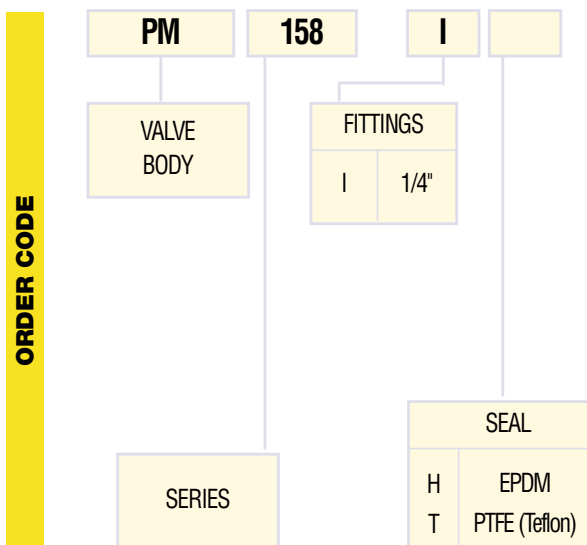 ORDER CODE
PM 158 I
VALVE
BODY
FITTINGS
I 1/4"
SERIES
SEAL
H EPDM
T PTFE (Teflon)